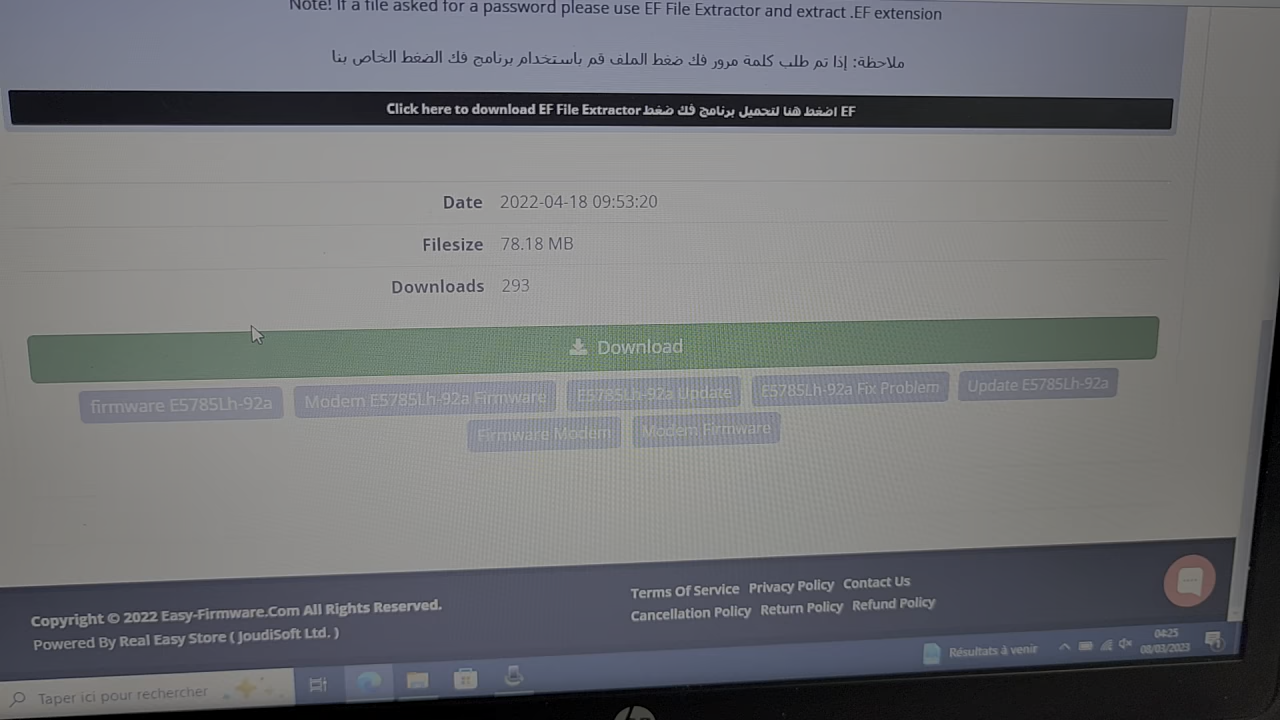 Note! If a file asked for a password please use EF File Extractor and extract .EF extension
ملاحظة: إذا تم طلب كلمة مرور فك ضغط الملف قم باستخدام برنامج فك الضغط الخاص بنا
Click here to download EF File Extractor اضغط هنا لتحميل برنامج فك ضغط EF
Date 2022-04-18 09:53:20
Filesize 78.18 MB
Downloads 293
Download
firmware E5785Lh-92a Modem E5785Lh-92a Firmware E5785Lh-92a Update E5785Lh-92a Fix Problem Update E5785Lh-92a
Firmware Modem Modem Firmware
Copyright © 2022 Easy-Firmware.Com All Rights Reserved.
Powered By Real Easy Store ( JoudiSoft Ltd. )
Terms Of Service Privacy Policy Contact Us
Cancellation Policy Return Policy Refund Policy
Taper ici pour rechercher
Résultats à venir
04:25
08/03/2023
hp